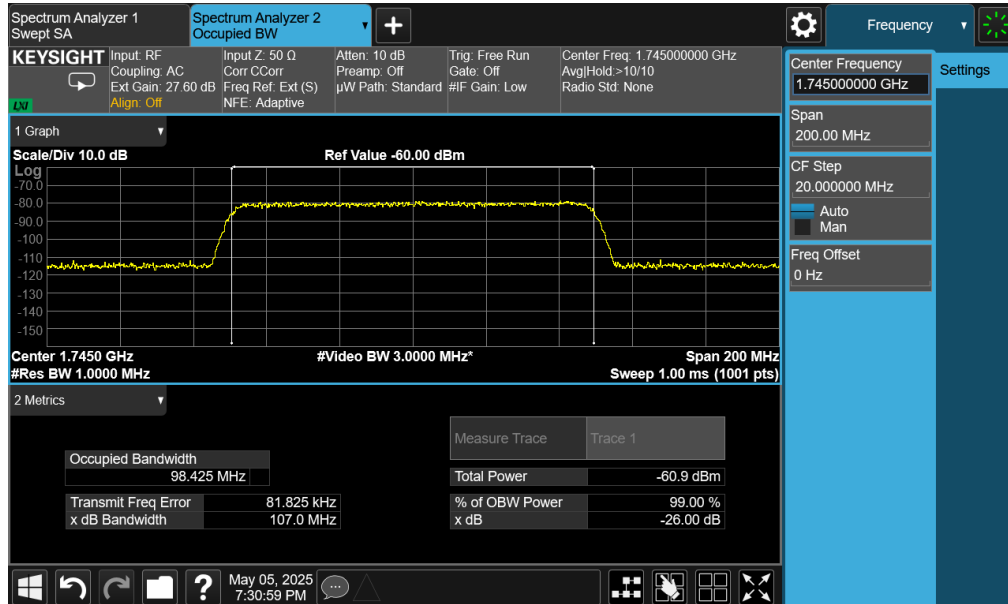 Spectrum Analyzer 1
Swept SA
Spectrum Analyzer 2
Occupied BW
+
Frequency
KEYSIGHT
LXI
Input: RF
Coupling: AC
Ext Gain: 27.60 dB
Align: Off
Input Z: 50 Ω
Corr CCorr
Freq Ref: Ext (S)
NFE: Adaptive
Atten: 10 dB
Preamp: Off
µW Path: Standard
Trig: Free Run
Gate: Off
#IF Gain: Low
Center Freq: 1.745000000 GHz
Avg|Hold:>10/10
Radio Std: None
Center Frequency
1.745000000 GHz
Settings
Span
200.00 MHz
CF Step
20.000000 MHz
Auto
Man
Freq Offset
0 Hz
1 Graph
Scale/Div 10.0 dB
Ref Value -60.00 dBm
Log
-70.0
-80.0
-90.0
-100
-110
-120
-130
-140
-150
Center 1.7450 GHz
#Video BW 3.0000 MHz*
Span 200 MHz
#Res BW 1.0000 MHz
Sweep 1.00 ms (1001 pts)
2 Metrics
Measure Trace
Trace 1
Occupied Bandwidth
98.425 MHz
Total Power
-60.9 dBm
Transmit Freq Error
81.825 kHz
% of OBW Power
99.00 %
x dB Bandwidth
107.0 MHz
x dB
-26.00 dB
?
May 05, 2025
7:30:59 PM